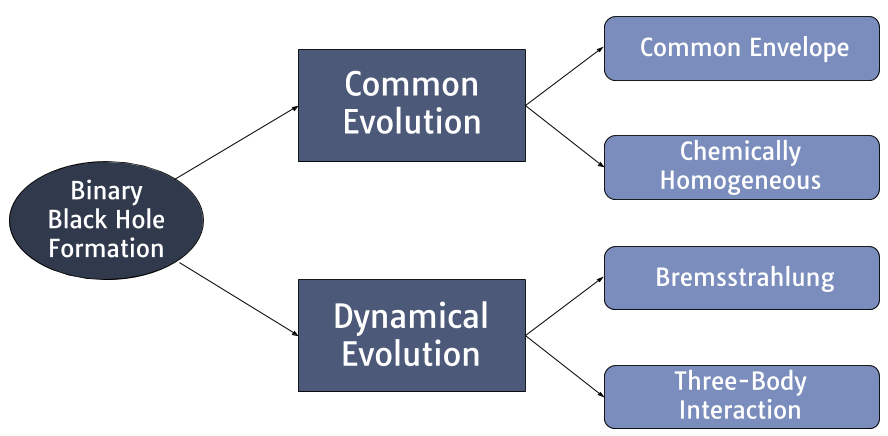 Binary
Black Hole
Formation
Common
Evolution
Common Envelope
Chemically
Homogeneous
Dynamical
Evolution
Bremsstrahlung
Three-Body
Interaction